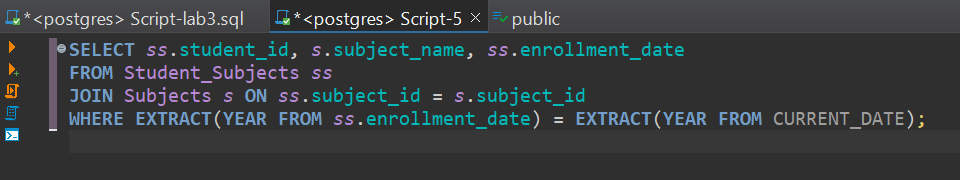 *<postgres> Script-lab3.sql *<postgres> Script-5 public
SELECT ss.student_id, s.subject_name, ss.enrollment_date
FROM Student_Subjects ss
JOIN Subjects s ON ss.subject_id = s.subject_id
WHERE EXTRACT(YEAR FROM ss.enrollment_date) = EXTRACT(YEAR FROM CURRENT_DATE);